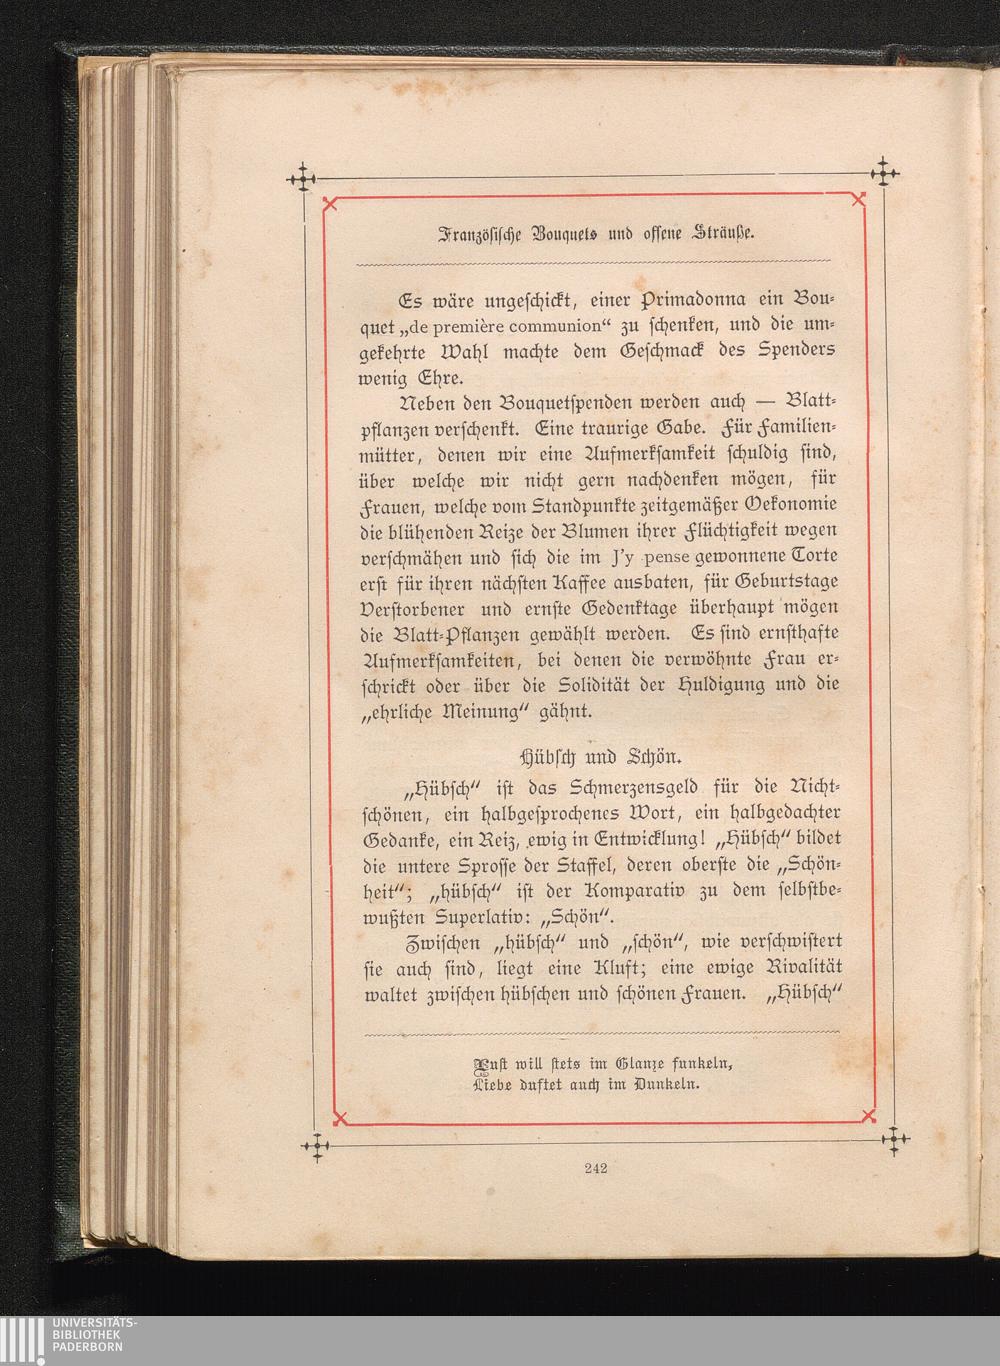 Französische Bouquets und offene Sträuße.
Es wäre ungeschickt, einer Primadonna ein Bou-
quet „de première communion“ zu schenken, und die um-
gekehrte Wahl machte dem Geschmack des Spenders
wenig Ehre.
Neben den Bouquetspenden werden auch — Blatt-
pflanzen verschenkt. Eine traurige Gabe. Für Familien-
mütter, denen wir eine Aufmerksamkeit schuldig sind,
über welche wir nicht gern nachdenken mögen, für
Frauen, welche vom Standpunkte zeitgemäßer Oekonomie
die blühenden Reize der Blumen ihrer Flüchtigkeit wegen
verschmähen und sich die im J’y pense gewonnene Torte
erst für ihren nächsten Kaffee ausbaten, für Geburtstage
Verstorbener und ernste Gedenktage überhaupt mögen
die Blatt-Pflanzen gewählt werden. Es sind ernsthafte
Aufmerksamkeiten, bei denen die verwöhnte Frau er-
schrickt oder über die Solidität der Huldigung und die
„ehrliche Meinung“ gähnt.
Hübsch und Schön.
„Hübsch“ ist das Schmerzensgeld für die Nicht-
schönen, ein halbgesprochenes Wort, ein halbgedachter
Gedanke, ein Reiz, ewig in Entwicklung! „Hübsch“ bildet
die untere Sprosse der Staffel, deren oberste die „Schön-
heit“; „hübsch“ ist der Komparativ zu dem selbstbe-
wußten Superlativ: „Schön“.
Zwischen „hübsch“ und „schön“, wie verschwistert
sie auch sind, liegt eine Kluft; eine ewige Rivalität
waltet zwischen hübschen und schönen Frauen. „Hübsch“
Lust will stets im Glanze funkeln,
Liebe duftet auch im Dunkeln.
242
UNIVERSITÄTS-
BIBLIOTHEK
PADERBORN